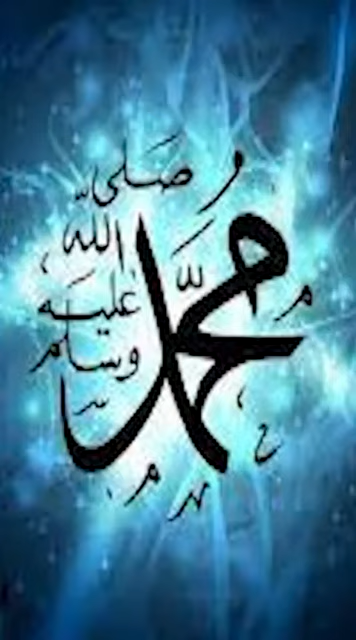 محمد
صلى
الله
عليه
وسلم